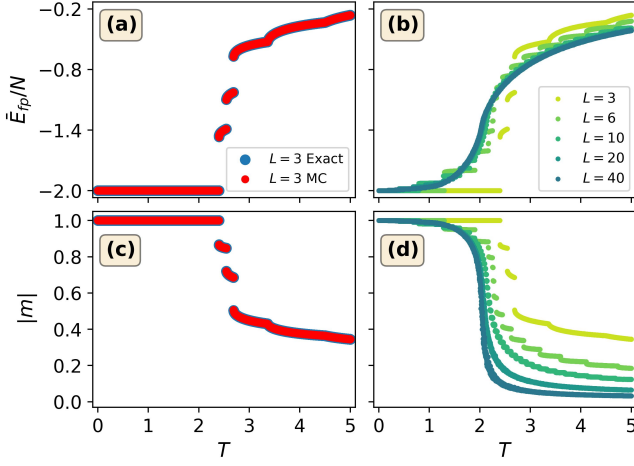 (a)
(b)
−0.2
−0.8
−1.4
−2.0
Ē_fp/N
L = 3 Exact
L = 3 MC
L = 3
L = 6
L = 10
L = 20
L = 40
(c)
(d)
1.0
0.8
0.6
0.4
0.2
0.0
|m|
0 1 2 3 4 5
0 1 2 3 4 5
T
T